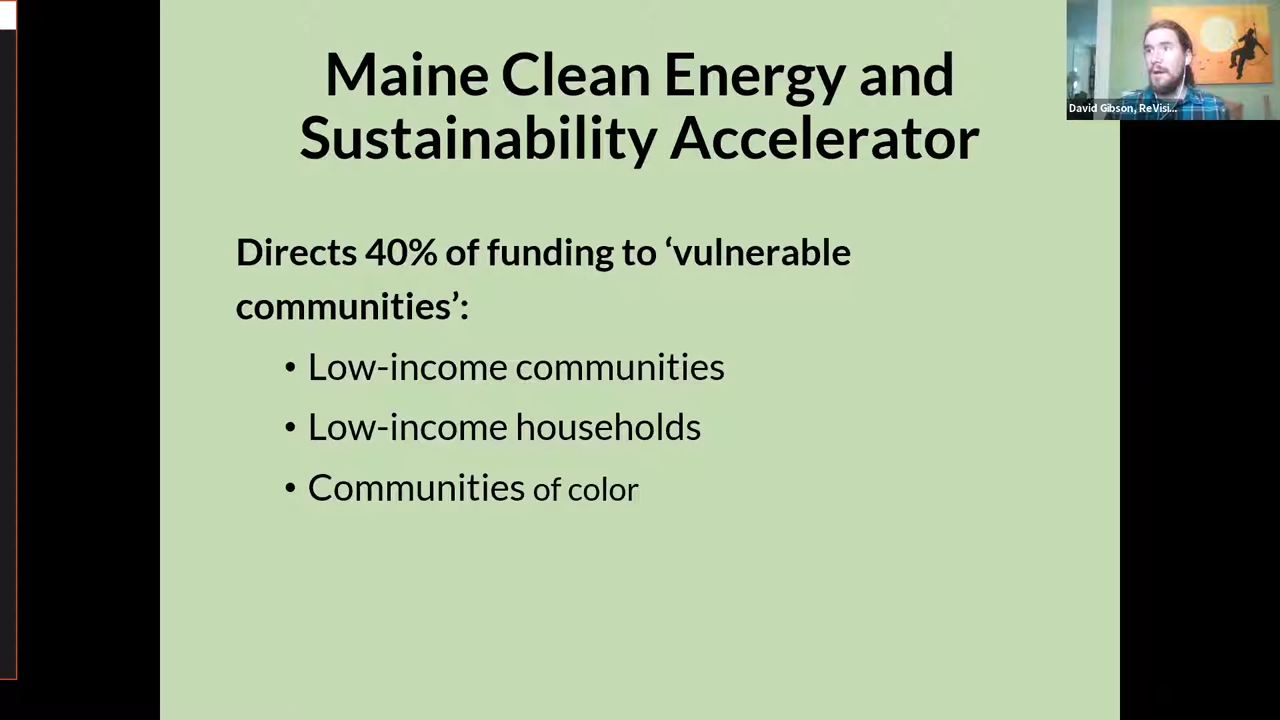 Maine Clean Energy and
Sustainability Accelerator
Directs 40% of funding to ‘vulnerable
communities’:
• Low-income communities
• Low-income households
• Communities of color
David Gibson, ReVisi...